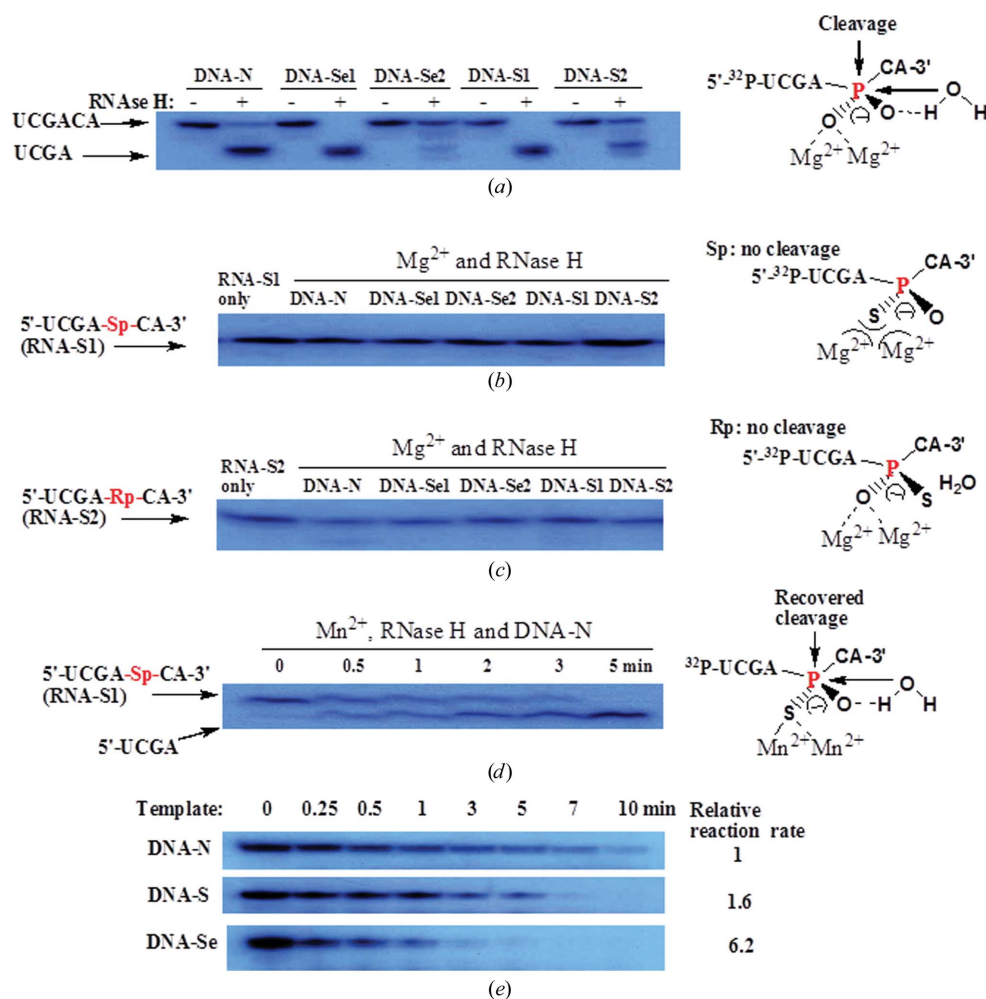 DNA-N DNA-Se1 DNA-Se2 DNA-S1 DNA-S2
RNAse H: - + - + - + - + - +
UCGACA
UCGA
Cleavage
5'-³²P-UCGA P CA-3'
O O H O H
Mg²⁺ Mg²⁺
(a)
Mg²⁺ and RNase H
RNA-S1 only
DNA-N DNA-Se1 DNA-Se2 DNA-S1 DNA-S2
5'-UCGA-Sp-CA-3'
(RNA-S1)
Sp: no cleavage
5'-³²P-UCGA P CA-3'
S O
Mg²⁺ Mg²⁺
(b)
Mg²⁺ and RNase H
RNA-S2 only
DNA-N DNA-Se1 DNA-Se2 DNA-S1 DNA-S2
5'-UCGA-Rp-CA-3'
(RNA-S2)
Rp: no cleavage
5'-³²P-UCGA P CA-3'
O S H₂O
Mg²⁺ Mg²⁺
(c)
Mn²⁺, RNase H and DNA-N
0 0.5 1 2 3 5 min
5'-UCGA-Sp-CA-3'
(RNA-S1)
5'-UCGA
Recovered
cleavage
³²P-UCGA P CA-3'
S O H O H
Mn²⁺ Mn²⁺
(d)
Template: 0 0.25 0.5 1 3 5 7 10 min
Relative
reaction rate
DNA-N 1
DNA-S 1.6
DNA-Se 6.2
(e)